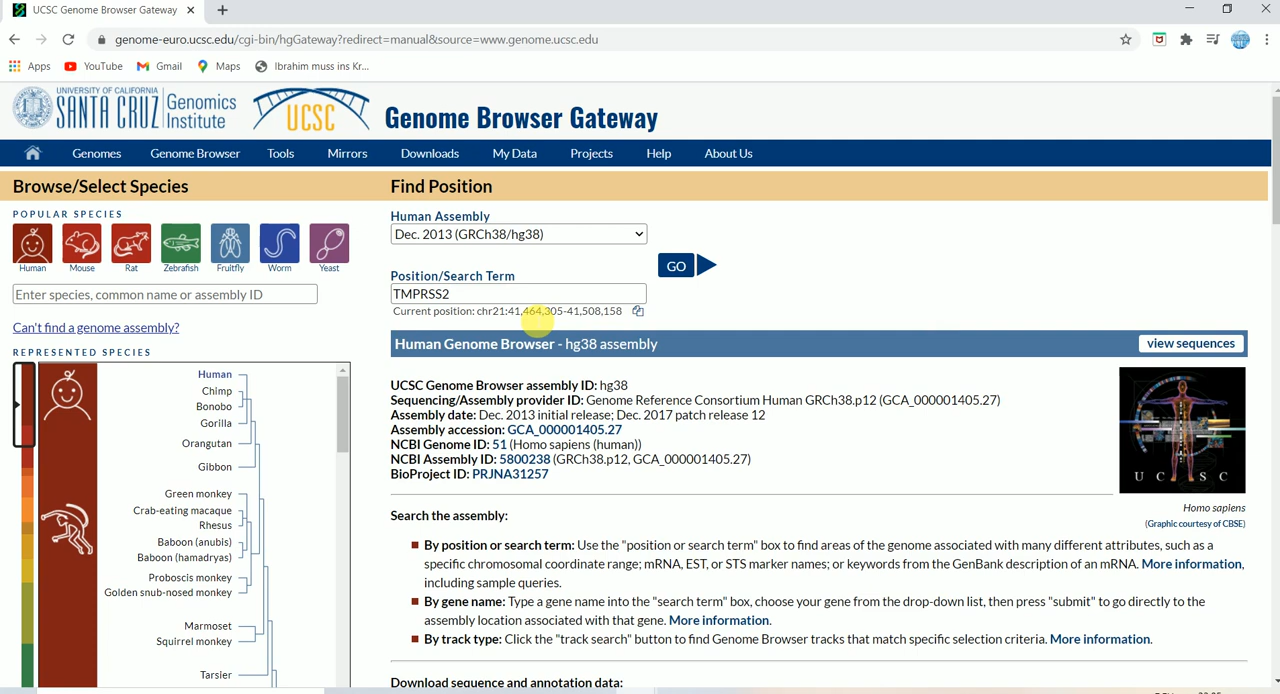 UCSC Genome Browser Gateway
genome-euro.ucsc.edu/cgi-bin/hgGateway?redirect=manual&source=www.genome.ucsc.edu
Apps YouTube Gmail Maps Ibrahim muss ins Kr...
UNIVERSITY OF CALIFORNIA
SANTA CRUZ Genomics Institute
UCSC
Genome Browser Gateway
Genomes Genome Browser Tools Mirrors Downloads My Data Projects Help About Us
Browse/Select Species
POPULAR SPECIES
Human Mouse Rat Zebrafish Fruitfly Worm Yeast
Enter species, common name or assembly ID
Can't find a genome assembly?
REPRESENTED SPECIES
Human
Chimp
Bonobo
Gorilla
Orangutan
Gibbon
Green monkey
Crab-eating macaque
Rhesus
Baboon (anubis)
Baboon (hamadryas)
Proboscis monkey
Golden snub-nosed monkey
Marmoset
Squirrel monkey
Tarsier
Find Position
Human Assembly
Dec. 2013 (GRCh38/hg38)
GO
Position/Search Term
TMPRSS2
Current position: chr21:41,464,305-41,508,158
Human Genome Browser - hg38 assembly
view sequences
UCSC Genome Browser assembly ID: hg38
Sequencing/Assembly provider ID: Genome Reference Consortium Human GRCh38.p12 (GCA_000001405.27)
Assembly date: Dec. 2013 initial release; Dec. 2017 patch release 12
Assembly accession: GCA_000001405.27
NCBI Genome ID: 51 (Homo sapiens (human))
NCBI Assembly ID: 5800238 (GRCh38.p12, GCA_000001405.27)
BioProject ID: PRJNA31257
U C S C
Homo sapiens
(Graphic courtesy of CBSE)
Search the assembly:
By position or search term: Use the "position or search term" box to find areas of the genome associated with many different attributes, such as a
specific chromosomal coordinate range; mRNA, EST, or STS marker names; or keywords from the GenBank description of an mRNA. More information,
including sample queries.
By gene name: Type a gene name into the "search term" box, choose your gene from the drop-down list, then press "submit" to go directly to the
assembly location associated with that gene. More information.
By track type: Click the "track search" button to find Genome Browser tracks that match specific selection criteria. More information.
Download sequence and annotation data: